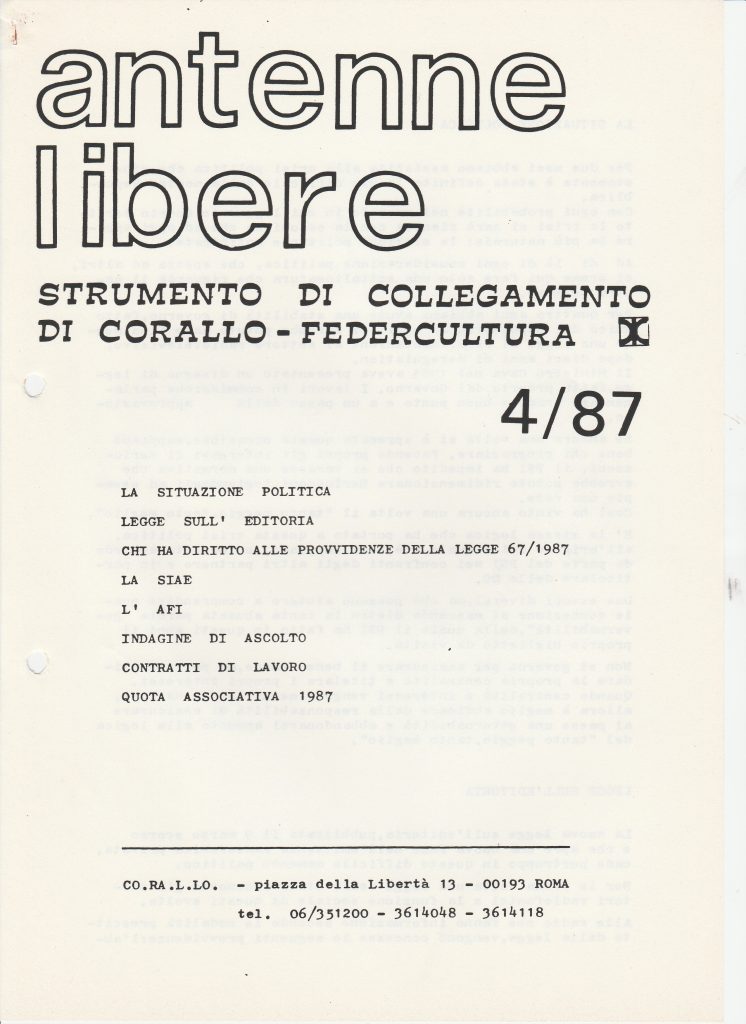 antenne
libere
STRUMENTO DI COLLEGAMENTO
DI CORALLO-FEDERCULTURA
4/87
LA SITUAZIONE POLITICA
LEGGE SULL' EDITORIA
CHI HA DIRITTO ALLE PROVVIDENZE DELLA LEGGE 67/1987
LA SIAE
L' AFI
INDAGINE DI ASCOLTO
CONTRATTI DI LAVORO
QUOTA ASSOCIATIVA 1987
CO.RA.L.LO. - piazza della Libertà 13 - 00193 ROMA
tel. 06/351200 - 3614048 - 3614118